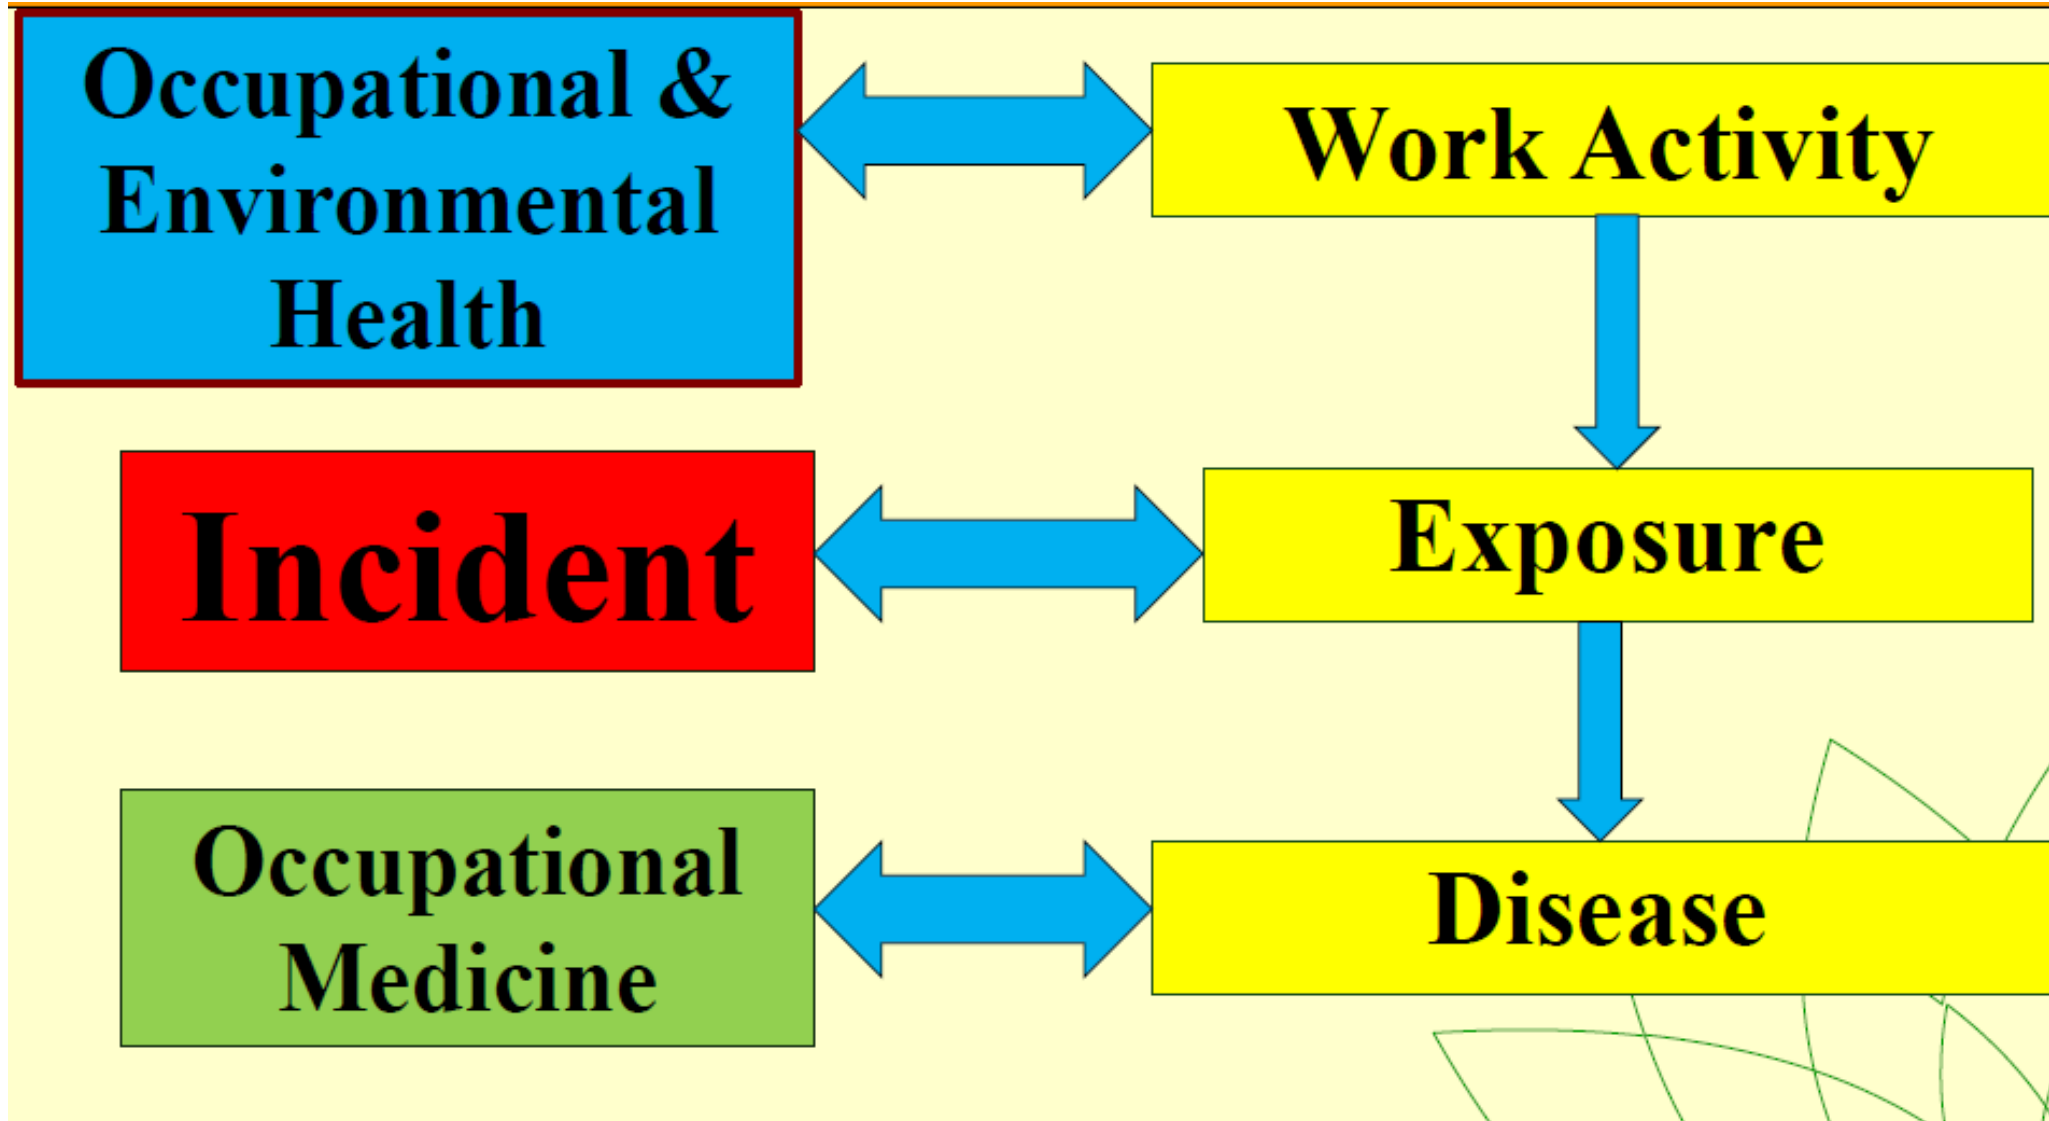 Occupational &
Environmental
Health
Work Activity
Incident
Exposure
Occupational
Medicine
Disease